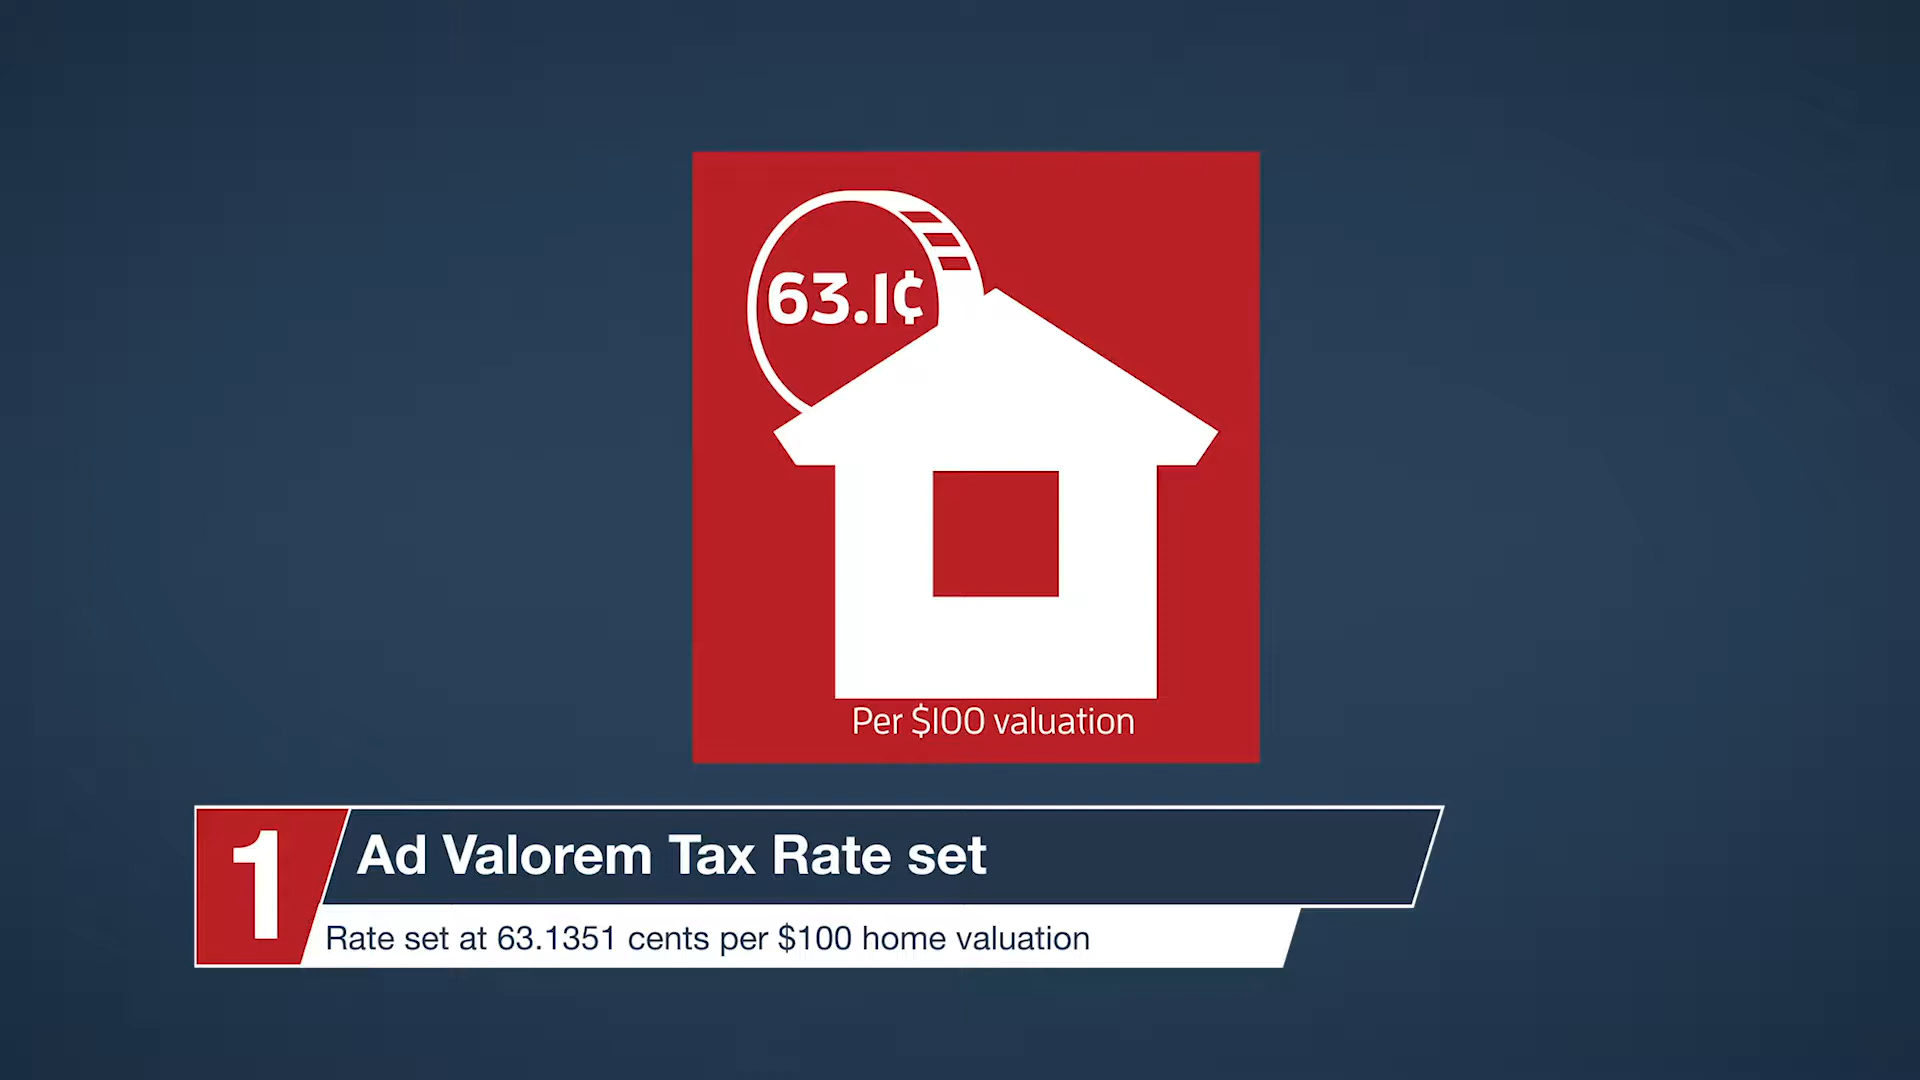 63.1¢
Per $100 valuation
1
Ad Valorem Tax Rate set
Rate set at 63.1351 cents per $100 home valuation